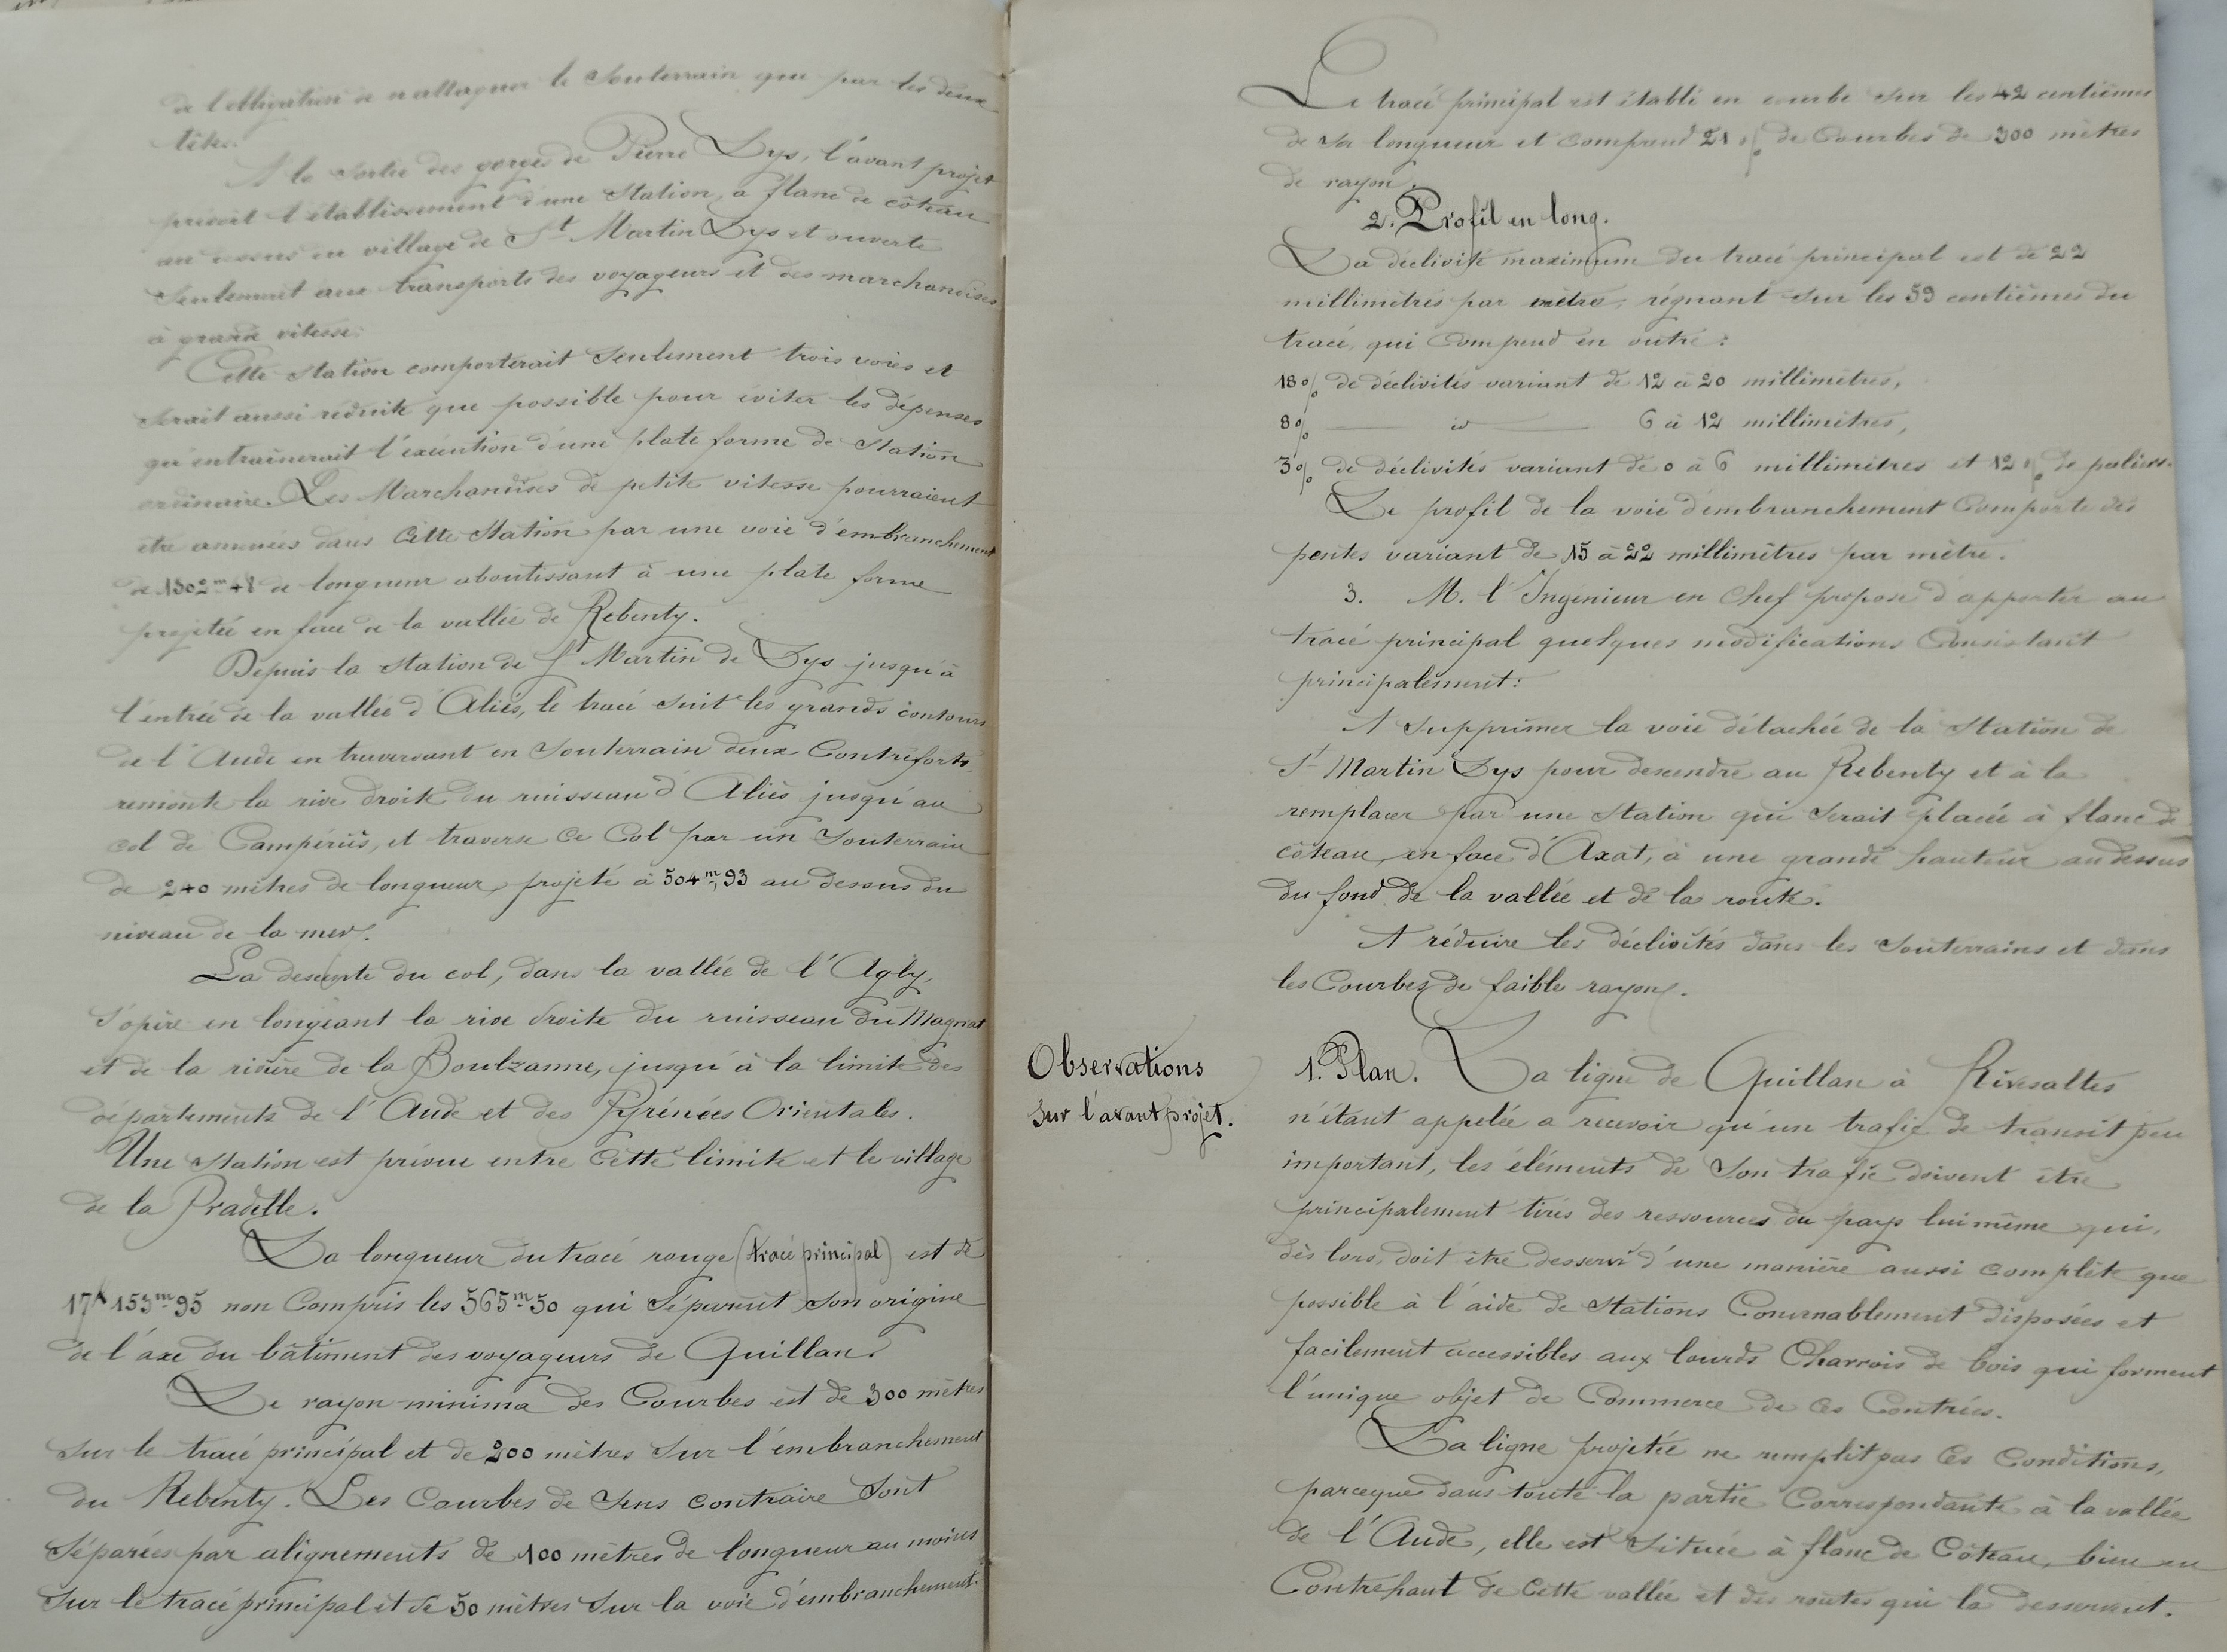 de l'obligation de n'attaquer le Souterrain que par les deux
têtes.
A la Sortie des gorges de Pierre Lys, l'avant projet
prévoit l'établissement d'une Station, à flanc de côteau
au dessus du village de St Martin Lys et ouverte
Seulement aux transports des voyageurs et des marchandises
à grande vitesse.
Cette station comporterait Seulement trois voies et
serait aussi réduite que possible pour éviter les dépenses
qu'entraînerait l'exécution d'une plate forme de Station
ordinaire. Les Marchandises de petite vitesse pourraient
être amenées dans Cette Station par une voie d'embranchement
de 1502m 48 de longueur aboutissant à une plate forme
projetée en face de la vallée de Rebenty.
Depuis la station de St Martin de Lys jusqu'à
l'entrée de la vallée d'Aliès, le tracé suit les grands contours
de l'Aude en traversant en Souterrain deux Contreforts,
remonte la rive droite du ruisseau d'Aliès jusqu'au
col de Campérié, et traverse ce Col par un Souterrain
de 240 mètres de longueur, projeté à 504m,93 au dessus du
niveau de la mer.
La descente du col, dans la vallée de l'Agly,
S'opère en longeant la rive droite du ruisseau du Magnat
et de la rivière de la Boulzanne, jusqu'à la limite des
départements de l'Aude et des Pyrénées Orientales.
Une station est prévue entre Cette limite et le village
de la Pradelle.
La longueur du tracé rouge (tracé principal) est de
17k 153m 95 non Compris les 565m 50 qui Séparent son origine
de l'axe du bâtiment des voyageurs de Quillan.
Le rayon minima des Courbes est de 300 mètres
sur le tracé principal et de 200 mètres Sur l'embranchement
du Rebenty. Les Courbes de Sens contraire Sont
Séparées par alignements de 100 mètres de longueur au moins
Sur le tracé principal et de 50 mètres Sur la voie d'embranchement.
Le tracé principal est établi en courbe sur les 42 centièmes
de sa longueur et Comprend 21 % de Courbes de 300 mètres
de rayon.
2. Profil en long.
La déclivité maximum du tracé principal est de 22
millimètres par mètre, régnant Sur les 59 centièmes du
tracé, qui Comprend en outre :
18 % de déclivités variant de 12 à 20 millimètres,
8 % id 6 à 12 millimètres,
3 % de déclivités variant de 0 à 6 millimètres et 12 % de paliers.
Le profil de la voie d'embranchement Comporte des
pentes variant de 15 à 22 millimètres par mètre.
3. M. l'Ingénieur en Chef propose d'apporter au
tracé principal quelques modifications Consistant
principalement :
A supprimer la voie détachée de la Station de
St Martin Lys pour descendre au Rebenty et à la
remplacer par une Station qui Serait placée à flanc de
côteau, en face d'Axat, à une grande hauteur au dessus
du fond de la vallée et de la route.
A réduire les déclivités dans les Souterrains et dans
les Courbes de faible rayon.
Observations
sur l'avant projet.
1. Plan. La ligne de Quillan à Rivesaltes
n'étant appelée a recevoir qu'un trafic de transit peu
important, les éléments de Son trafic doivent être
principalement tirés des ressources du pays lui même qui,
dès lors, doit être desservi d'une manière aussi complète que
possible à l'aide de Stations Convenablement disposées et
facilement accessibles aux lourds Charrois de bois qui forment
l'unique objet de Commerce de Ces Contrées.
La ligne projetée ne remplit pas Ces Conditions,
parceque dans toute la partie Correspondante à la vallée
de l'Aude, elle est Située à flanc de Côteau, bien en
Contrehaut de Cette vallée et des routes qui la desservent.